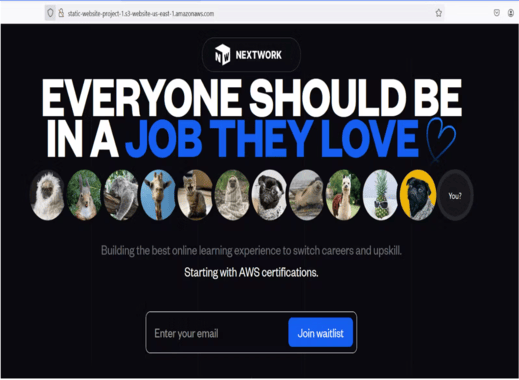 static-website-project-1.s3-website-us-east-1.amazonaws.com
NW NEXTWORK
EVERYONE SHOULD BE
IN A JOB THEY LOVE
You?
Building the best online learning experience to switch careers and upskill.
Starting with AWS certifications.
Enter your email
Join waitlist